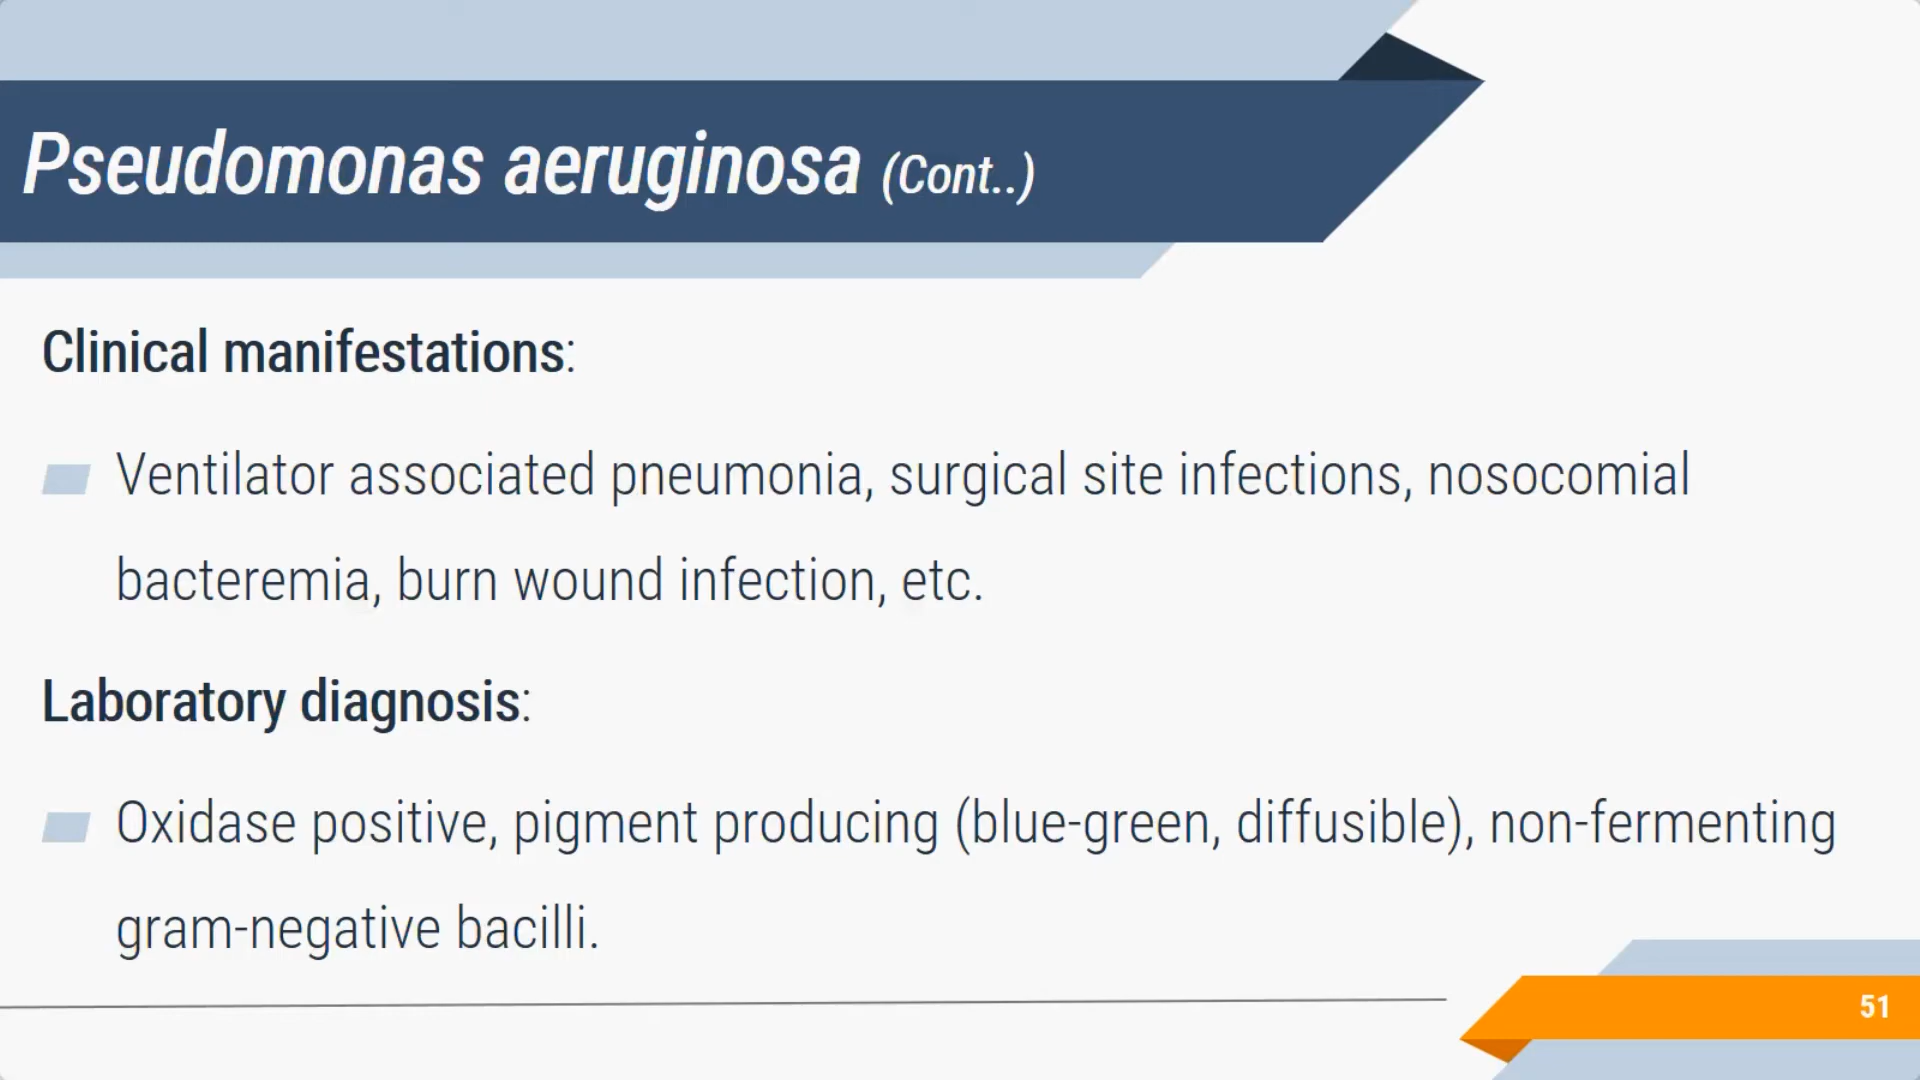 Pseudomonas aeruginosa (Cont..)
Clinical manifestations:
Ventilator associated pneumonia, surgical site infections, nosocomial
bacteremia, burn wound infection, etc.
Laboratory diagnosis:
Oxidase positive, pigment producing (blue-green, diffusible), non-fermenting
gram-negative bacilli.
51